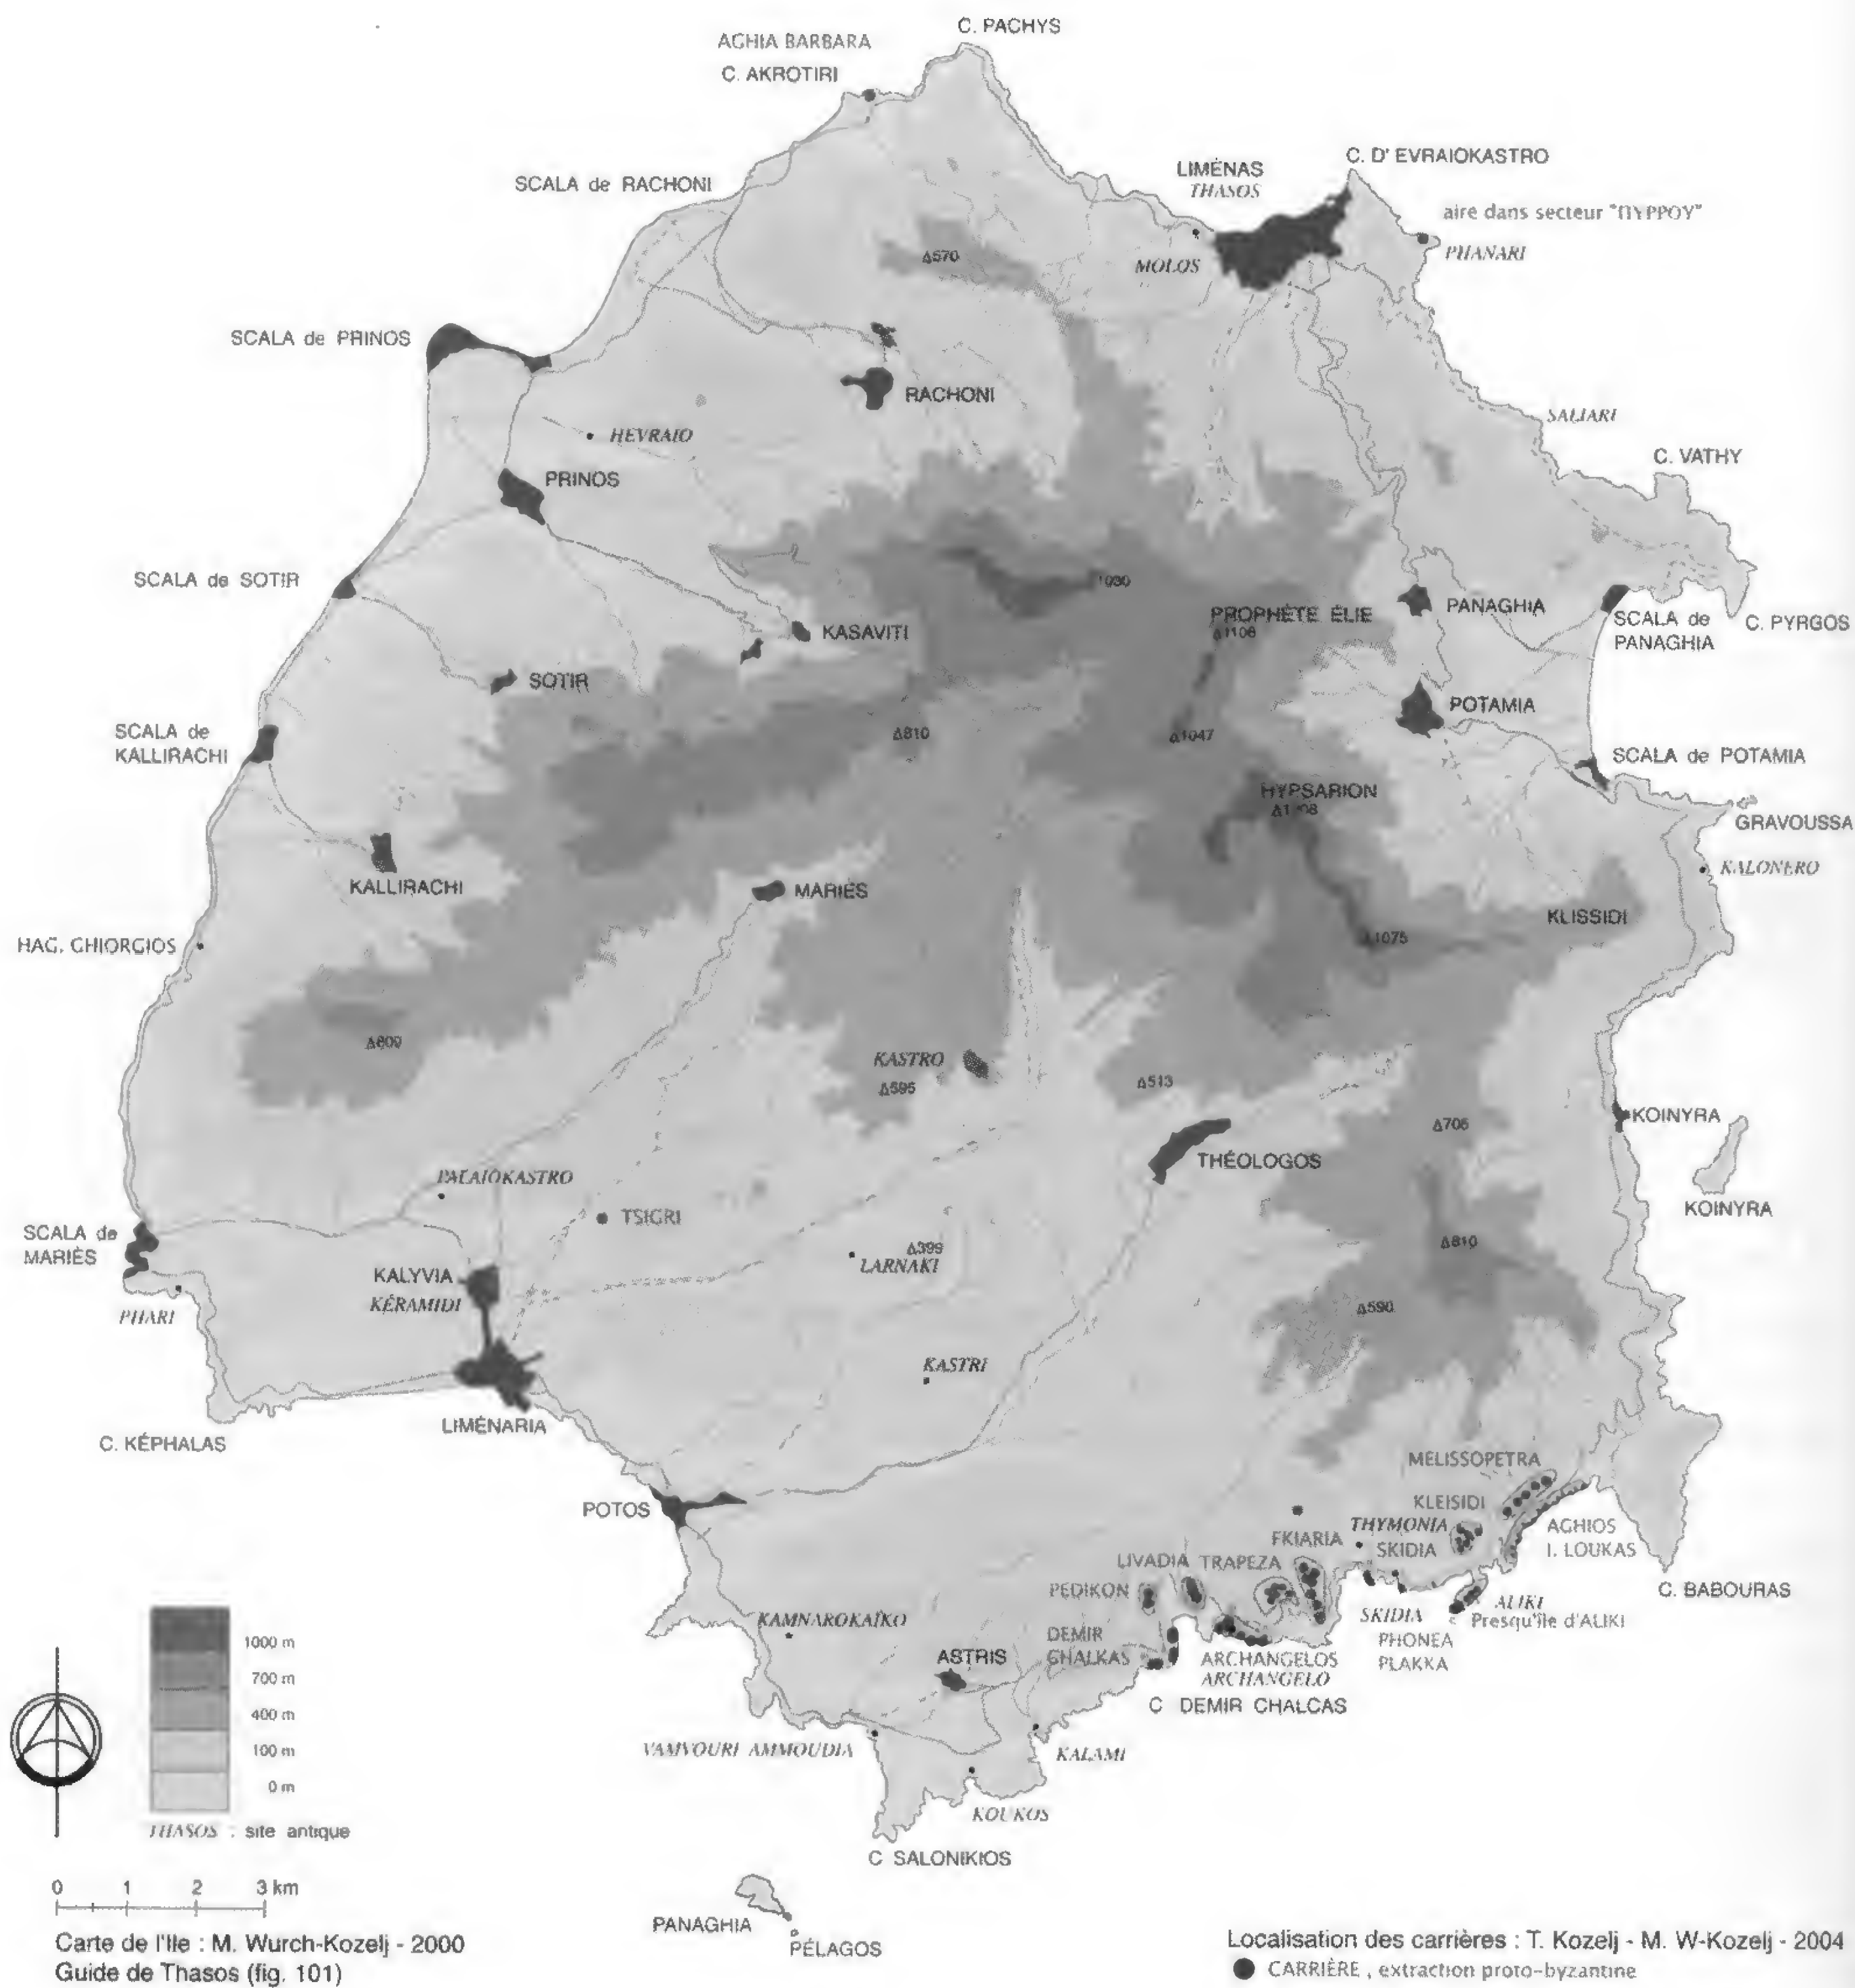 C. PACHYS
AGHIA BARBARA
C. AKROTIRI
C. D' EVRAIOKASTRO
LIMÉNAS
THASOS
SCALA de RACHONI
aire dans secteur "ΠΥΡΡΟΥ"
PHANARI
MOLOS
Δ570
SCALA de PRINOS
RACHONI
SALIARI
HEVRAIO
C. VATHY
PRINOS
SCALA de SOTIR
1030
PROPHÈTE ÉLIE
Δ1106
PANAGHIA
SCALA de
PANAGHIA
C. PYRGOS
KASAVITI
SOTIR
POTAMIA
SCALA de
KALLIRACHI
Δ810
Δ1047
SCALA de POTAMIA
HYPSARION
GRAVOUSSA
KALONERO
KALLIRACHI
MARIÈS
KLISSIDI
HAG. GHIORGIOS
1075
Δ600
KASTRO
Δ595
Δ513
Δ705
KOINYRA
THÉOLOGOS
PALAIOKASTRO
KOINYRA
TSIGRI
SCALA de
MARIÈS
Δ399
LARNAKI
Δ810
KALYVIA
KÉRAMIDI
PHARI
Δ590
KASTRI
LIMÉNARIA
C. KÉPHALAS
MELISSOPETRA
KLEISIDI
POTOS
THYMONIA
AGHIOS
I. LOUKAS
FKIARIA
SKIDIA
LIVADIA
TRAPEZA
PEDIKON
C. BABOURAS
ALIKI
Presqu'île d'ALIKI
SKIDIA
KAMNAROKAÏKO
DEMIR
CHALKAS
PHONEA
PLAKKA
ASTRIS
ARCHANGELOS
ARCHANGELO
C DEMIR CHALCAS
1000 m
700 m
400 m
100 m
0 m
VAMVOURI AMMOUDIA
KALAMI
KOUKOS
THASOS : site antique
C SALONIKIOS
0 1 2 3 km
PANAGHIA
PÉLAGOS
Carte de l'Ile : M. Wurch-Kozelj - 2000
Guide de Thasos (fig. 101)
Localisation des carrières : T. Kozelj - M. W-Kozelj - 2004
CARRIÈRE , extraction proto-byzantine